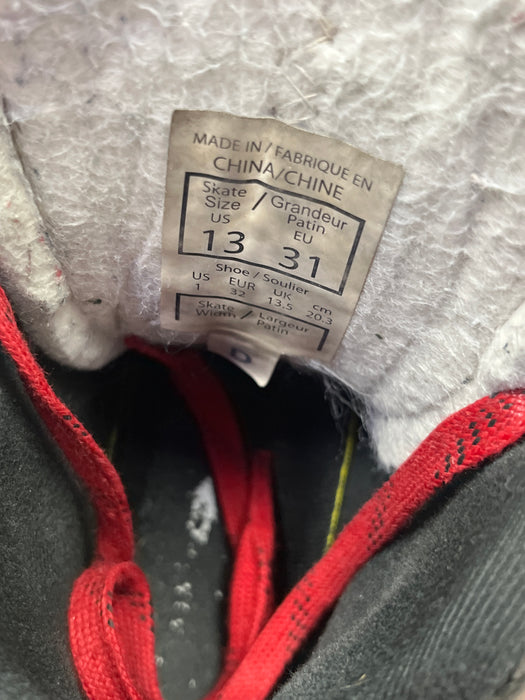 MADE IN / FABRIQUE EN
CHINA/CHINE
Skate Size / Grandeur Patin
US EU
13 31
Shoe / Soulier
US EUR UK cm
1 32 13.5 20.3
Skate Width / Largeur Patin
D